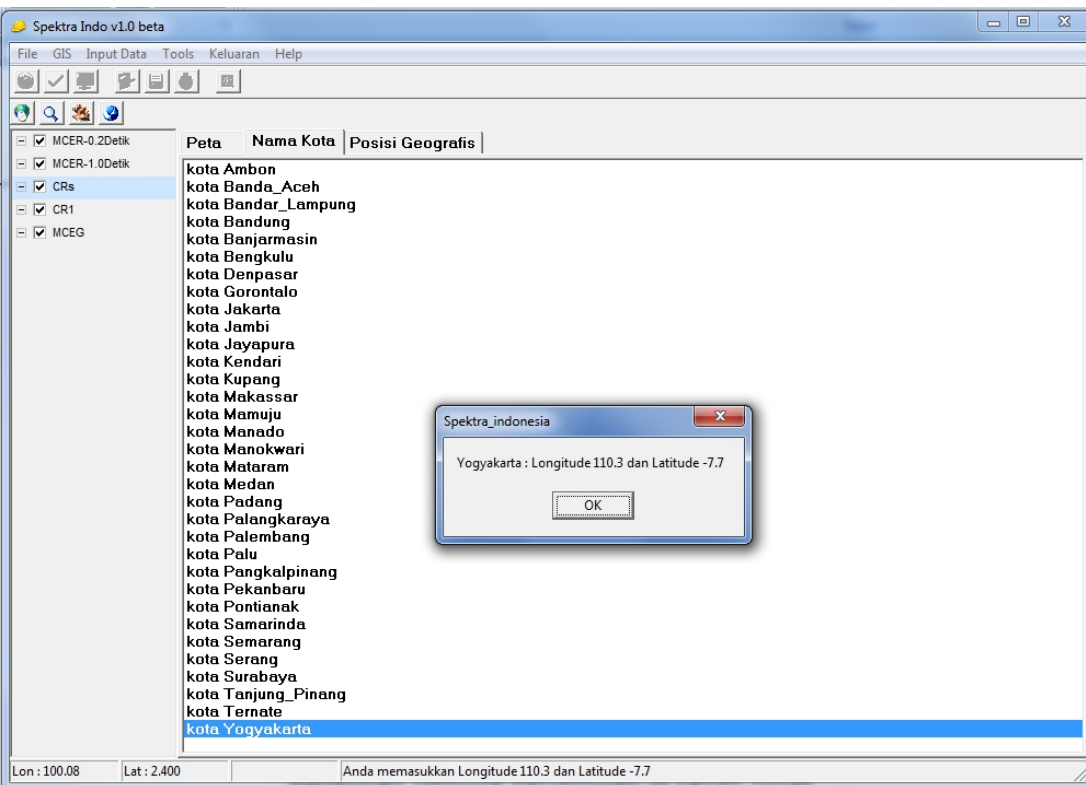 Spektra Indo v1.0 beta
File GIS Input Data Tools Keluaran Help
MCER-0.2Detik
MCER-1.0Detik
CRs
CR1
MCEG
Peta Nama Kota Posisi Geografis
kota Ambon
kota Banda_Aceh
kota Bandar_Lampung
kota Bandung
kota Banjarmasin
kota Bengkulu
kota Denpasar
kota Gorontalo
kota Jakarta
kota Jambi
kota Jayapura
kota Kendari
kota Kupang
kota Makassar
kota Mamuju
kota Manado
kota Manokwari
kota Mataram
kota Medan
kota Padang
kota Palangkaraya
kota Palembang
kota Palu
kota Pangkalpinang
kota Pekanbaru
kota Pontianak
kota Samarinda
kota Semarang
kota Serang
kota Surabaya
kota Tanjung_Pinang
kota Ternate
kota Yogyakarta
Spektra_indonesia
Yogyakarta : Longitude 110.3 dan Latitude -7.7
OK
Lon : 100.08 Lat : 2.400 Anda memasukkan Longitude 110.3 dan Latitude -7.7